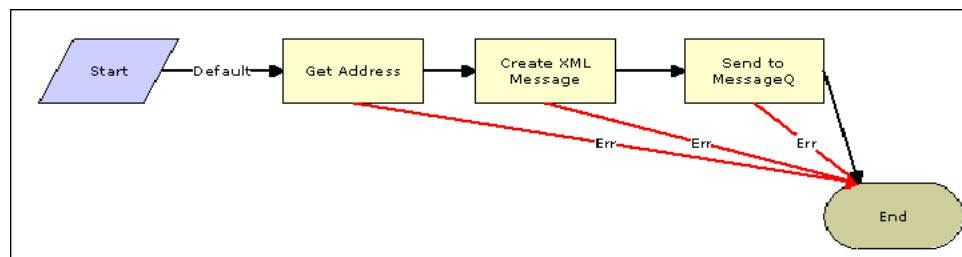 Start
Default
Get Address
Create XML
Message
Send to
MessageQ
Err
Err
Err
End